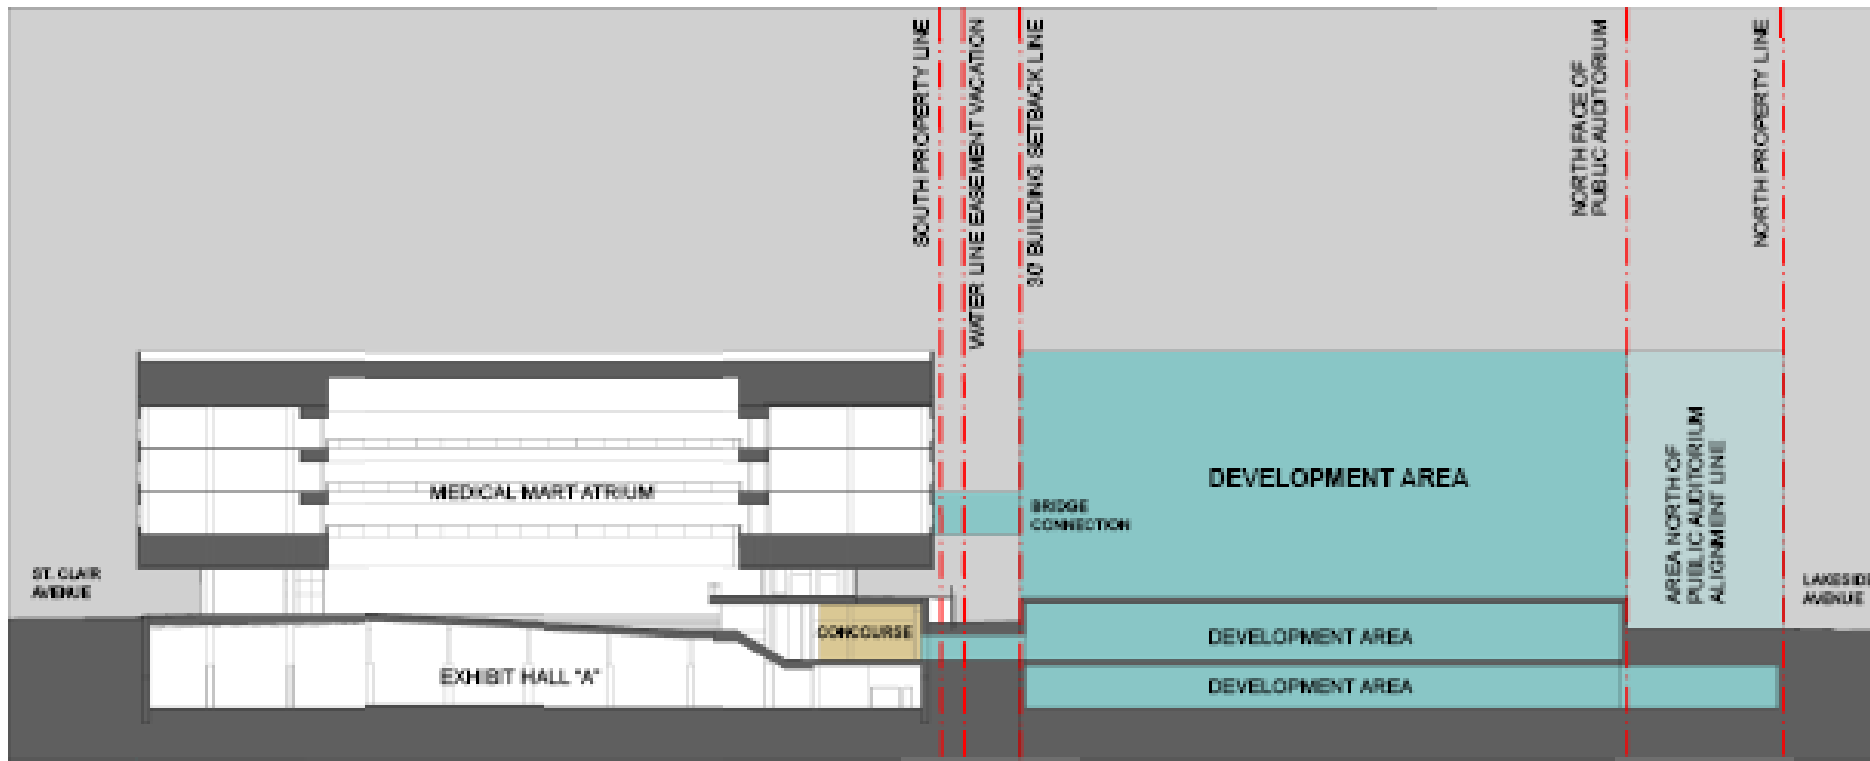 SOUTH PROPERTY LINE
WATER LINE EASEMENT VACATION
30' BUILDING SETBACK LINE
NORTH FACE OF
PUBLIC AUDITORIUM
NORTH PROPERTY LINE
MEDICAL MART ATRIUM
DEVELOPMENT AREA
BRIDGE
CONNECTION
AREA NORTH OF
PUBLIC AUDITORIUM
ALIGNMENT LINE
ST. CLAIR
AVENUE
LAKESIDE
AVENUE
CONCOURSE
DEVELOPMENT AREA
EXHIBIT HALL "A"
DEVELOPMENT AREA